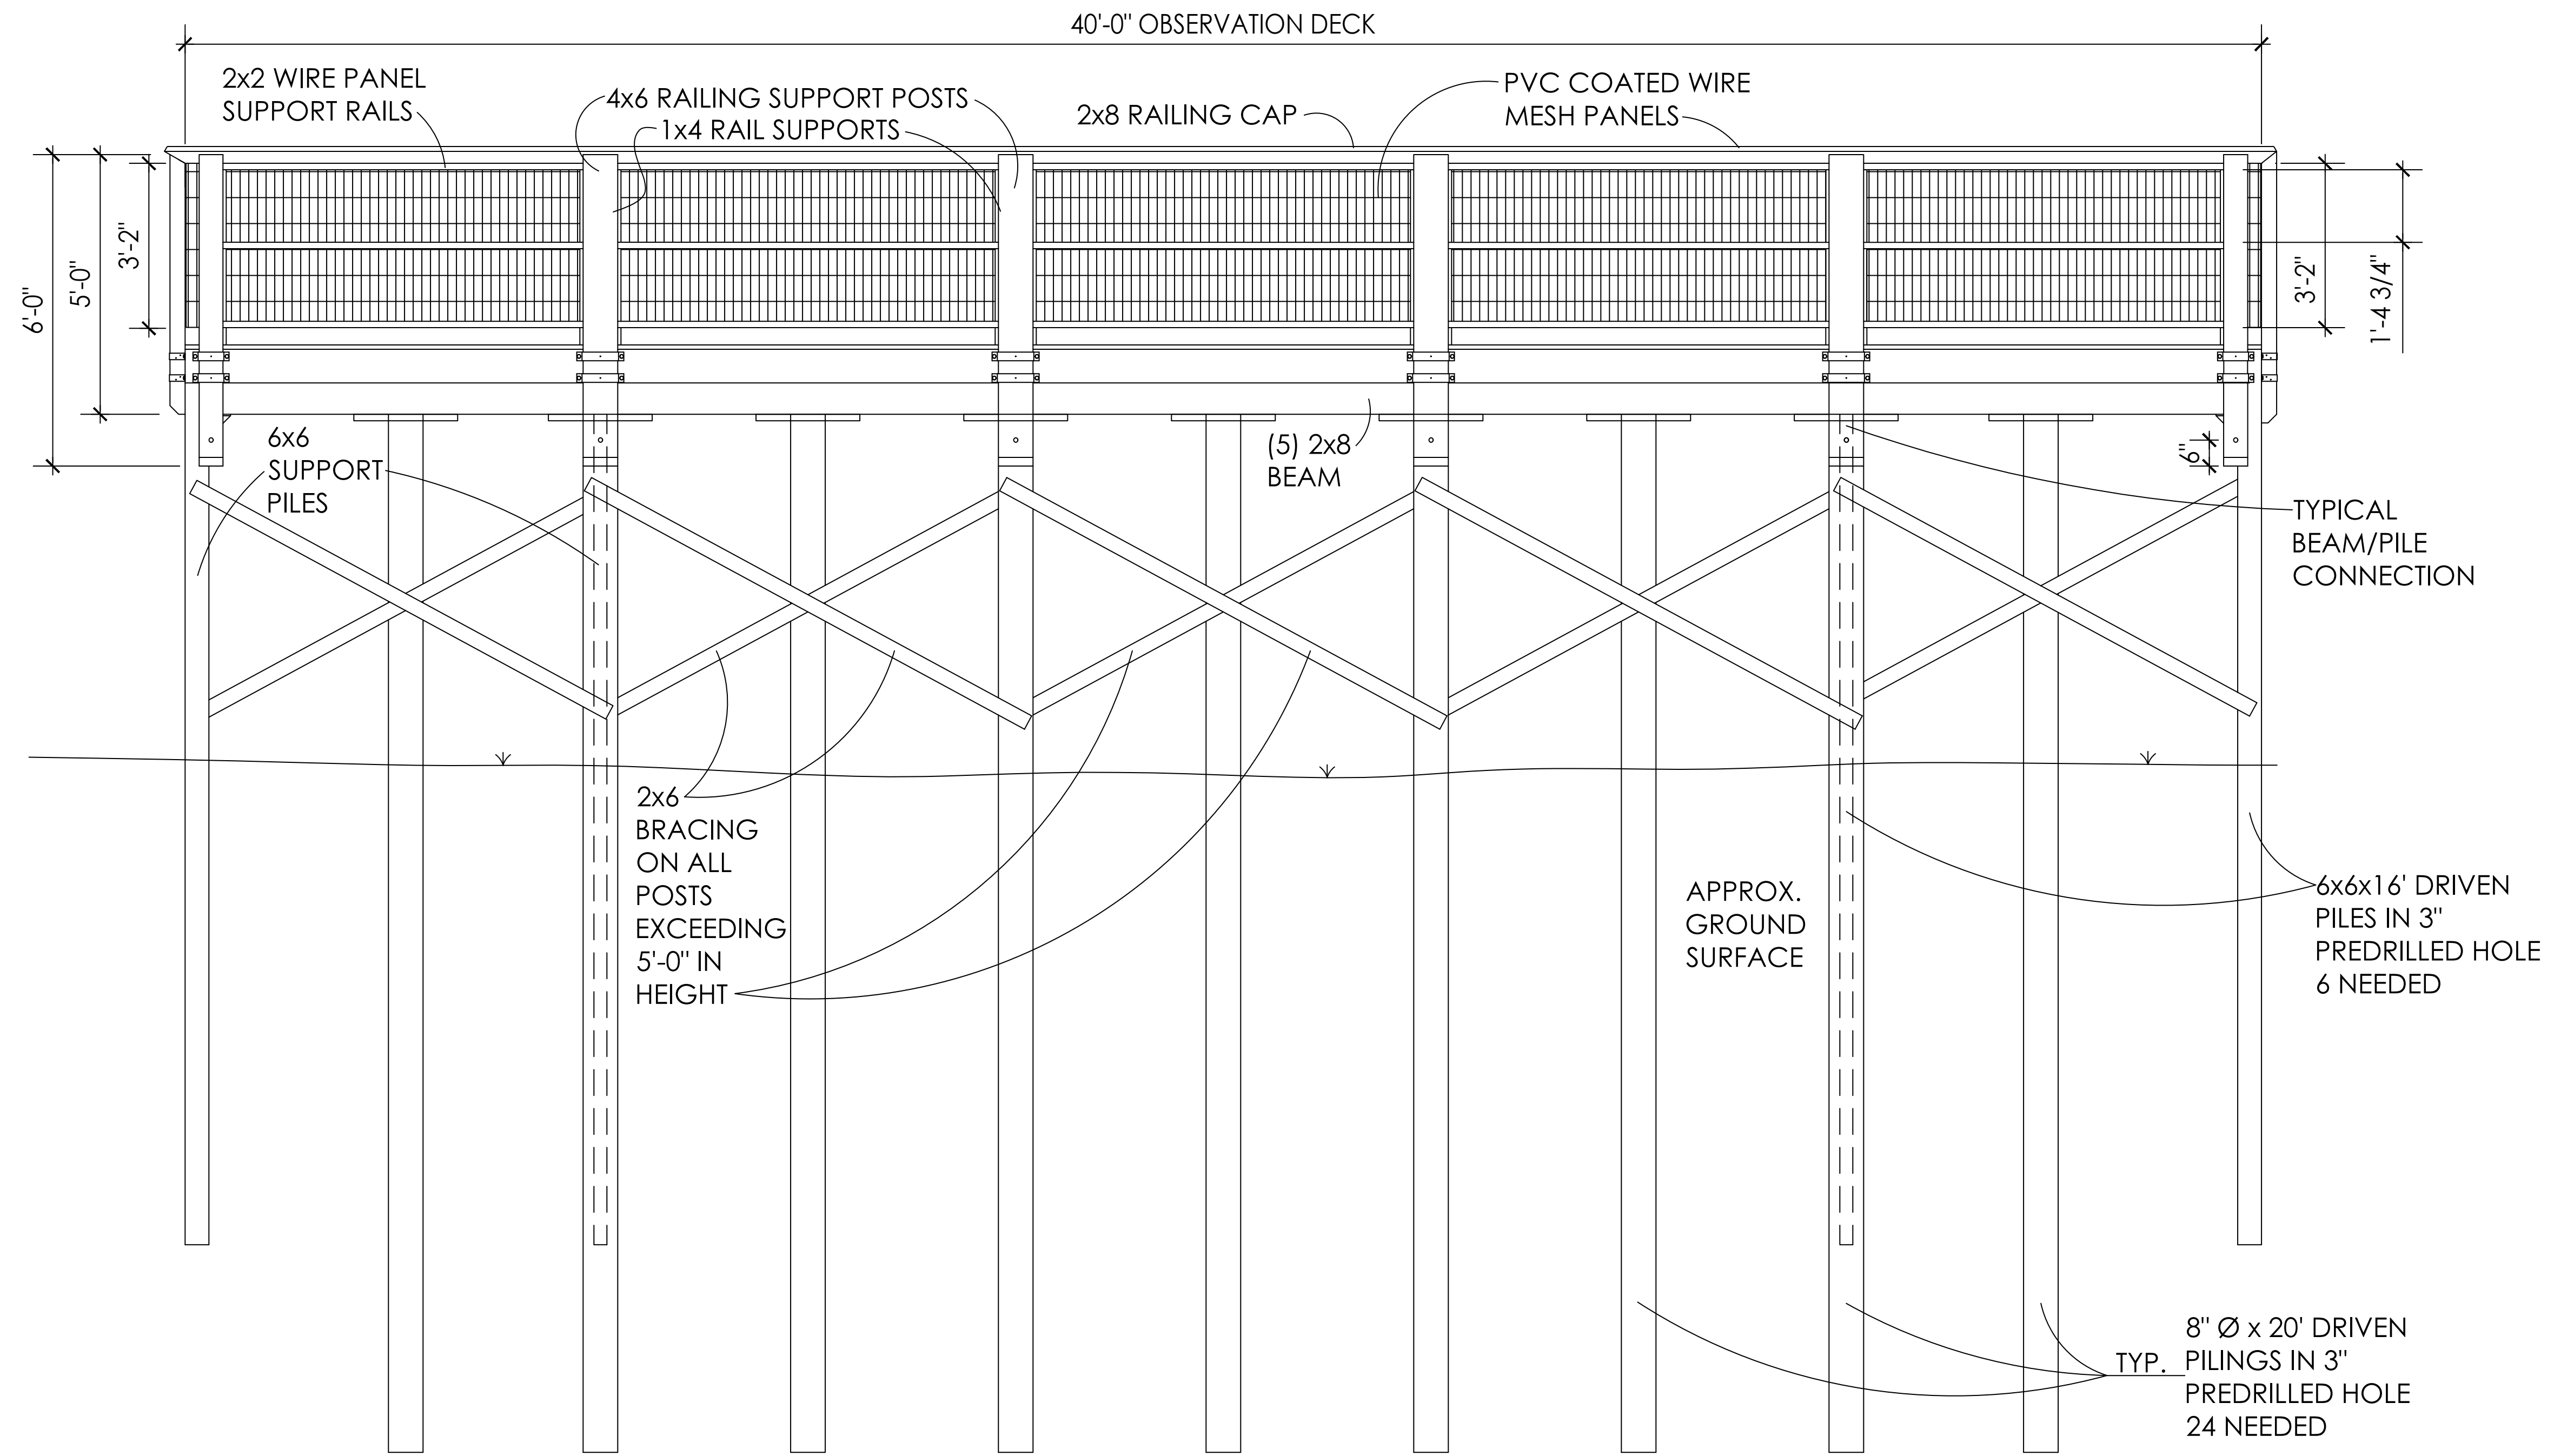 40'-0" OBSERVATION DECK
2x2 WIRE PANEL
SUPPORT RAILS
4x6 RAILING SUPPORT POSTS
1x4 RAIL SUPPORTS
2x8 RAILING CAP
PVC COATED WIRE
MESH PANELS
6'-0"
5'-0"
3'-2"
3'-2"
1'-4 3/4"
6x6
SUPPORT
PILES
(5) 2x8
BEAM
6"
TYPICAL
BEAM/PILE
CONNECTION
2x6
BRACING
ON ALL
POSTS
EXCEEDING
5'-0" IN
HEIGHT
APPROX.
GROUND
SURFACE
6x6x16' DRIVEN
PILES IN 3"
PREDRILLED HOLE
6 NEEDED
TYP.
8" Ø x 20' DRIVEN
PILINGS IN 3"
PREDRILLED HOLE
24 NEEDED